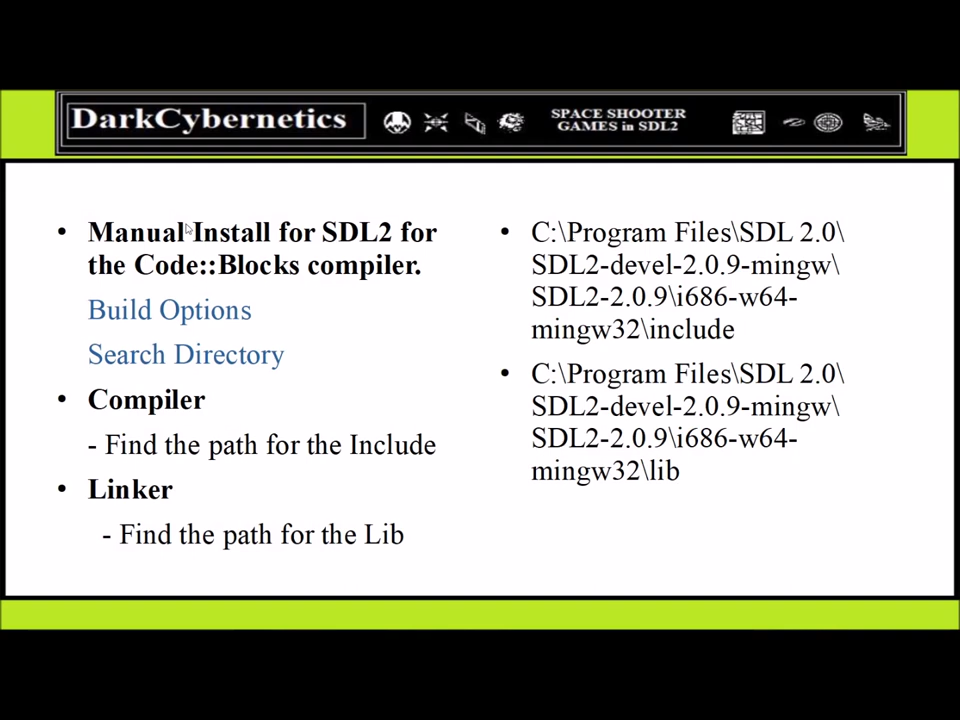 DarkCybernetics
SPACE SHOOTER
GAMES in SDL2
• Manual Install for SDL2 for
the Code::Blocks compiler.
Build Options
Search Directory
• Compiler
- Find the path for the Include
• Linker
- Find the path for the Lib
• C:\Program Files\SDL 2.0\
SDL2-devel-2.0.9-mingw\
SDL2-2.0.9\i686-w64-
mingw32\include
• C:\Program Files\SDL 2.0\
SDL2-devel-2.0.9-mingw\
SDL2-2.0.9\i686-w64-
mingw32\lib